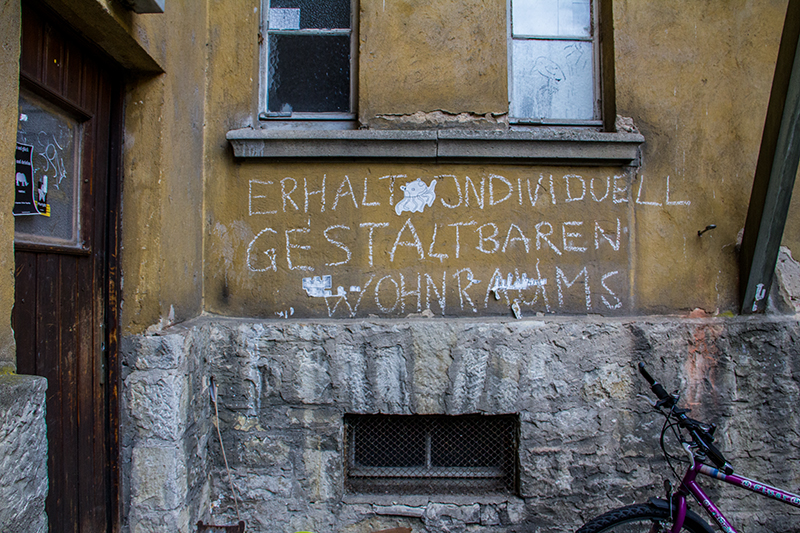 ERHALT INDIVIDUELL
GESTALTBAREN
WOHNRAUMS